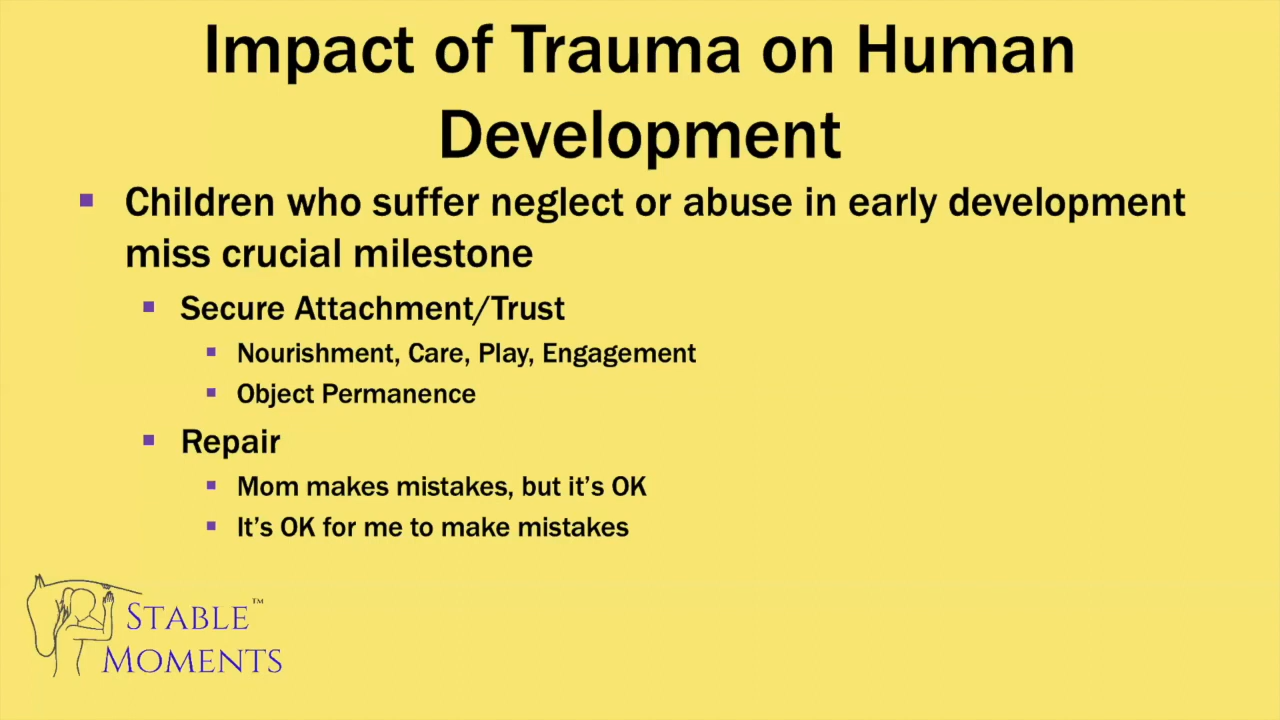 Impact of Trauma on Human
Development
▪ Children who suffer neglect or abuse in early development
miss crucial milestone
▪ Secure Attachment/Trust
▪ Nourishment, Care, Play, Engagement
▪ Object Permanence
▪ Repair
▪ Mom makes mistakes, but it’s OK
▪ It’s OK for me to make mistakes
STABLE™
MOMENTS